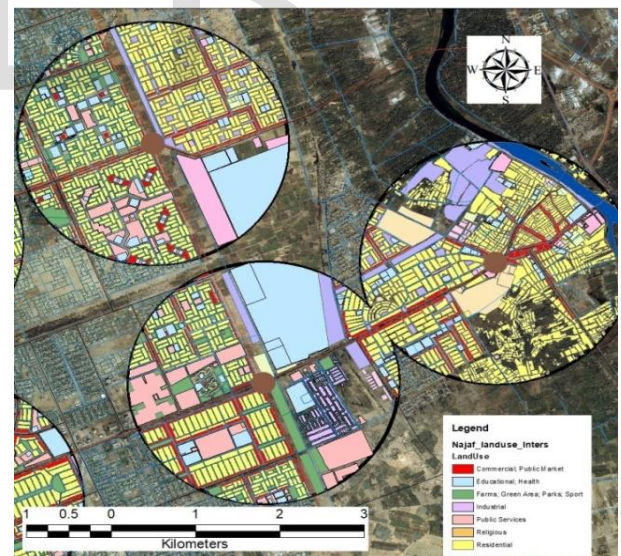 N
W E
S
Legend
Najaf_landuse_Inters
LandUse
Commercial; Public Market
Educational; Health
Farms; Green Area; Parks; Sport
Industrial
Public Services
Religious
Residential
1 0.5 0 1 2 3
Kilometers